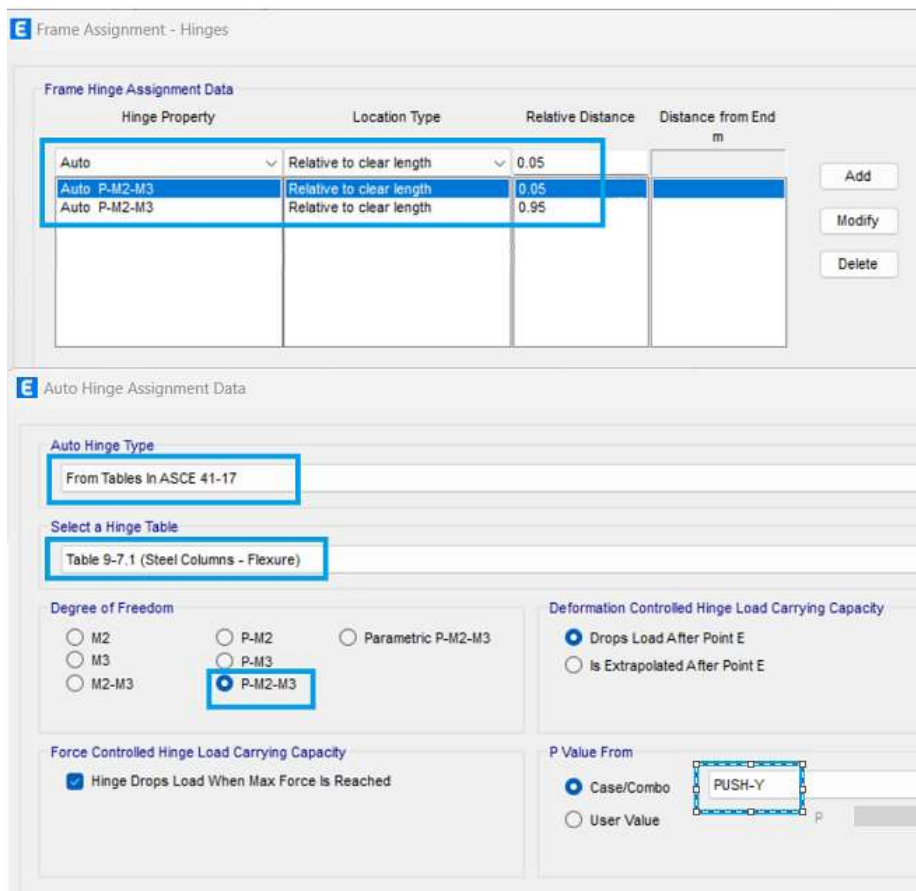 E Frame Assignment - Hinges
Frame Hinge Assignment Data
Hinge Property Location Type Relative Distance Distance from End
m
Auto Relative to clear length 0.05
Auto P-M2-M3 Relative to clear length 0.05
Auto P-M2-M3 Relative to clear length 0.95
Add
Modify
Delete
E Auto Hinge Assignment Data
Auto Hinge Type
From Tables In ASCE 41-17
Select a Hinge Table
Table 9-7.1 (Steel Columns - Flexure)
Degree of Freedom
M2 P-M2 Parametric P-M2-M3
M3 P-M3
M2-M3 P-M2-M3
Deformation Controlled Hinge Load Carrying Capacity
Drops Load After Point E
Is Extrapolated After Point E
Force Controlled Hinge Load Carrying Capacity
Hinge Drops Load When Max Force Is Reached
P Value From
Case/Combo PUSH-Y
User Value P